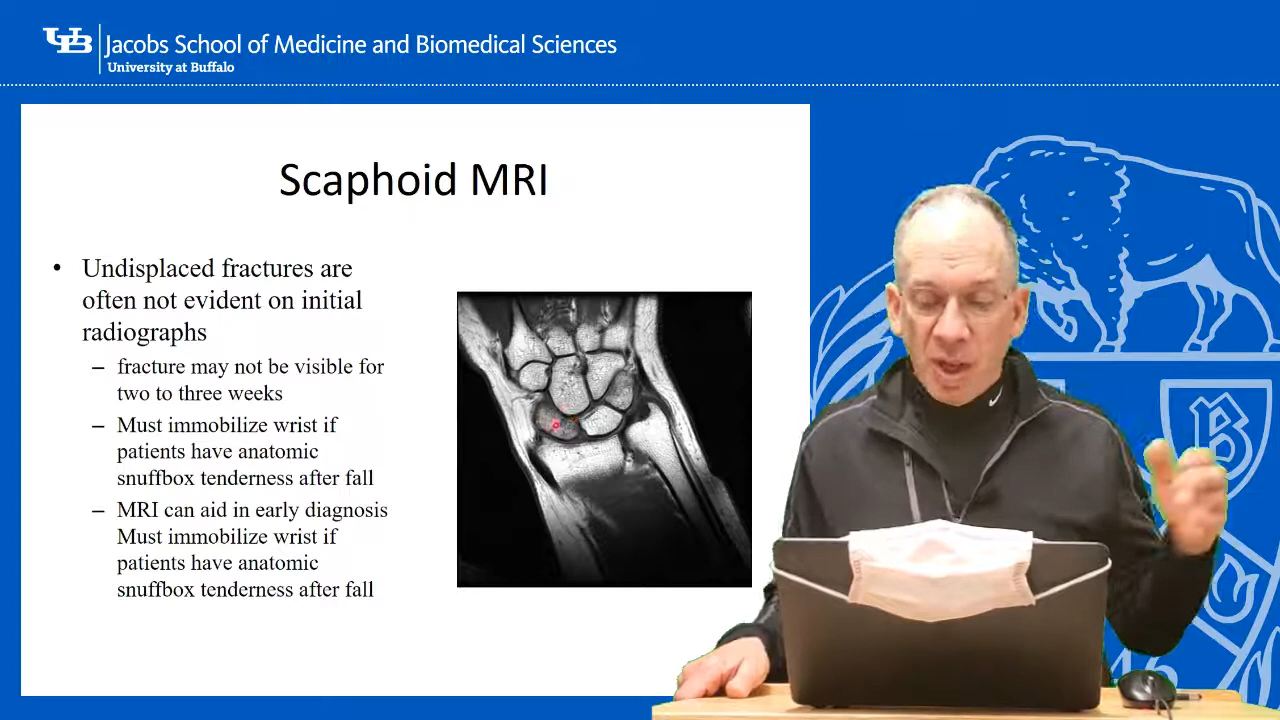 UB
Jacobs School of Medicine and Biomedical Sciences
University at Buffalo
Scaphoid MRI
• Undisplaced fractures are
often not evident on initial
radiographs
– fracture may not be visible for
two to three weeks
– Must immobilize wrist if
patients have anatomic
snuffbox tenderness after fall
– MRI can aid in early diagnosis
Must immobilize wrist if
patients have anatomic
snuffbox tenderness after fall
B
46